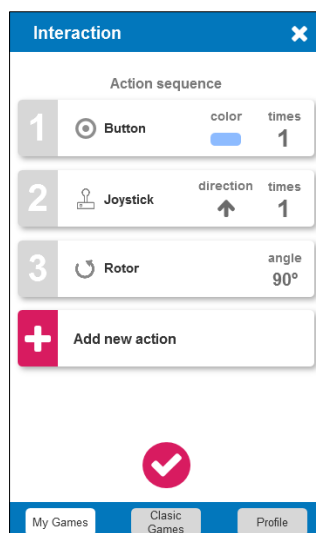 Interaction
Action sequence
1 Button color times 1
2 Joystick direction times 1
3 Rotor angle 90º
Add new action
My Games Clasic Games Profile